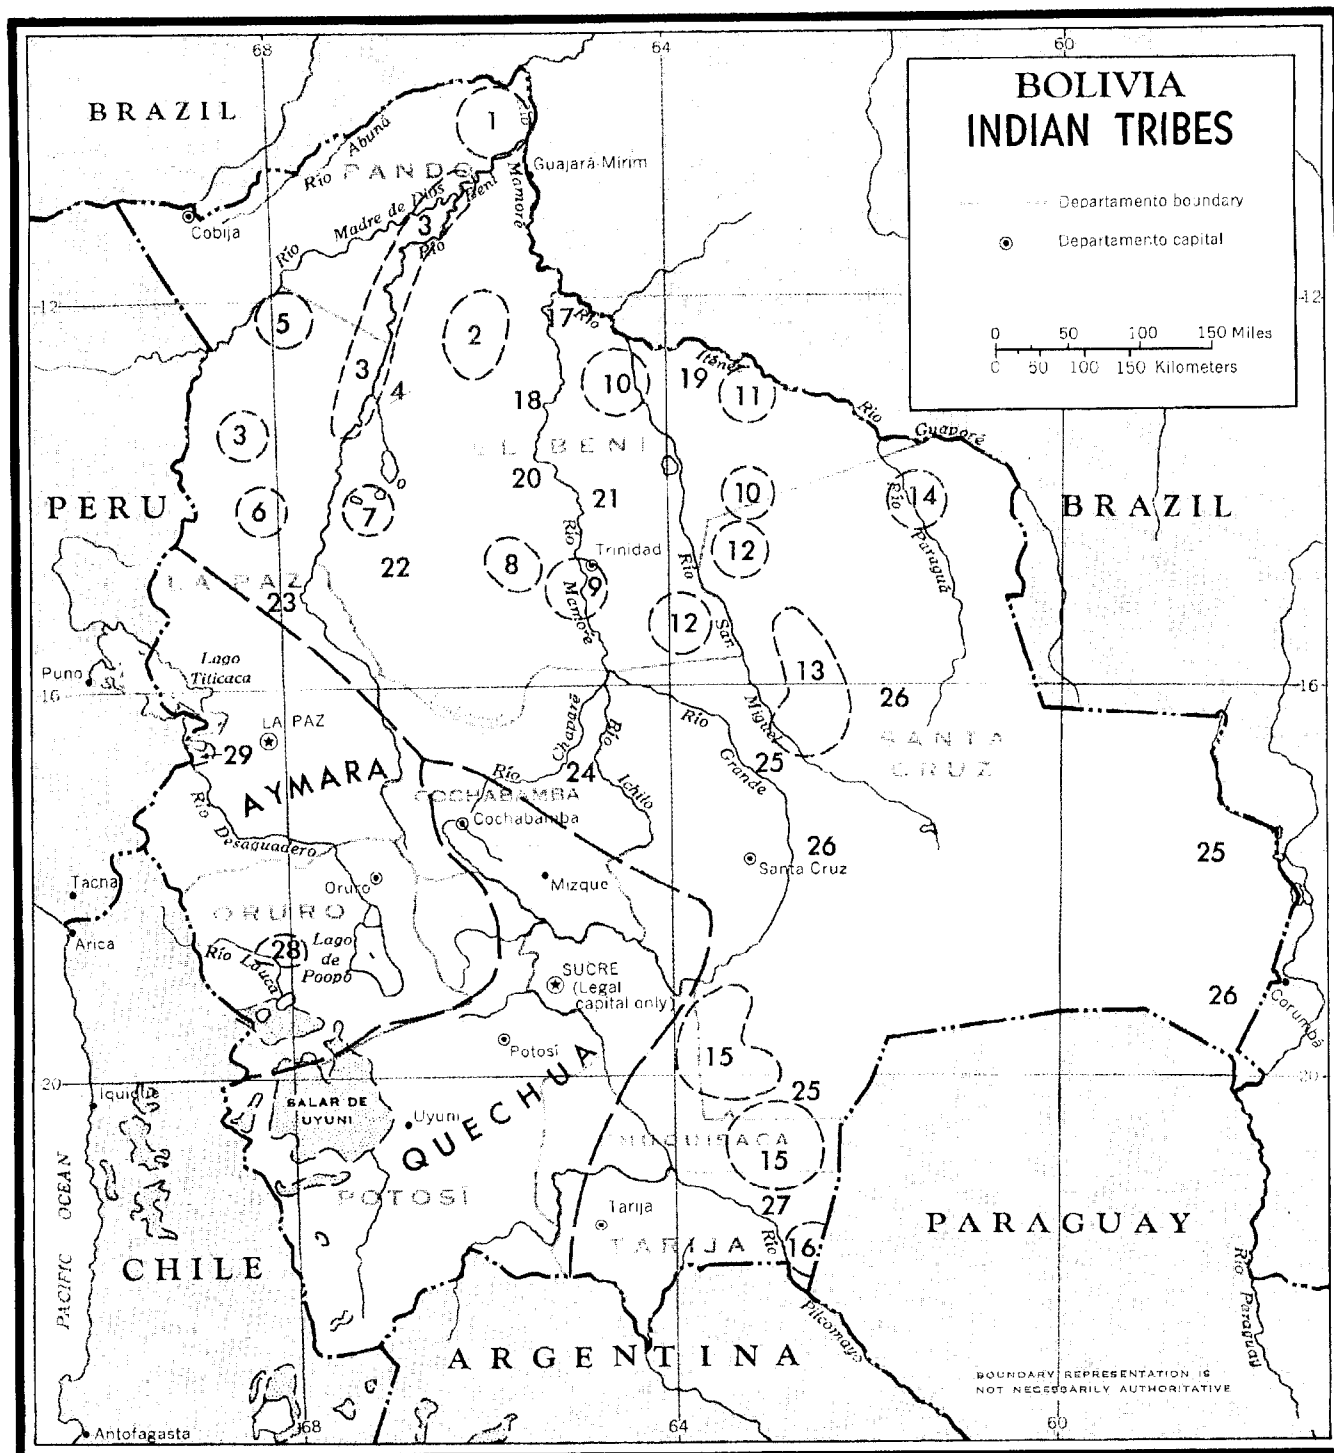 68
64
60
BOLIVIA
INDIAN TRIBES
Departamento boundary
Departamento capital
0 50 100 150 Miles
0 50 100 150 Kilometers
BRAZIL
1
Río Abuná
PANDO
Guajará-Mirim
Río Mamoré
Río Madre de Dios
Río Beni
3
Cobija
12
12
5
2
17
Río Iténez
3
4
18
10
19
11
3
EL BENI
Río Guaporé
PERU
6
7
20
21
10
14
BRAZIL
Río Paraguá
22
8
Trinidad
9
Río Mamoré
12
LA PAZ
23
12
Río San Miguel
13
Puno
Lago
Titicaca
16
26
LA PAZ
29
AYMARA
Río Chaparé
Río Ichilo
Río Grande
24
25
SANTA
CRUZ
COCHABAMBA
Cochabamba
Río Desaguadero
26
Santa Cruz
25
Tacna
Oruro
Mizque
ORURO
Arica
28
Río Lauca
Lago
de
Poopó
SUCRE
(Legal
capital only)
26
Corumbá
Potosí
15
20
20
Iquique
SALAR DE
UYUNI
Uyuni
QUECHUA
25
CHUQUISACA
15
POTOSÍ
27
Tarija
TARIJA
16
Río Pilcomayo
PARAGUAY
Río Paraguay
PACIFIC OCEAN
CHILE
ARGENTINA
BOUNDARY REPRESENTATION IS
NOT NECESSARILY AUTHORITATIVE
Antofagasta
68
64
60